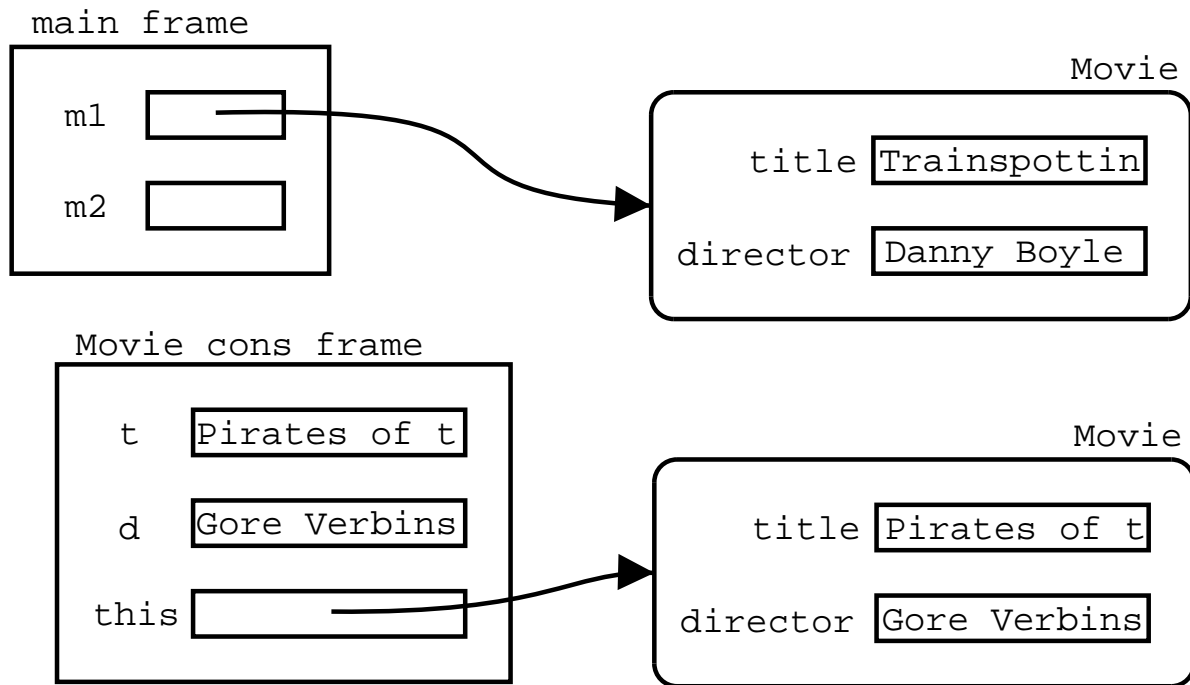 main frame
m1
m2
Movie
title Trainspottin
director Danny Boyle
Movie cons frame
t Pirates of t
d Gore Verbins
this
Movie
title Pirates of t
director Gore Verbins